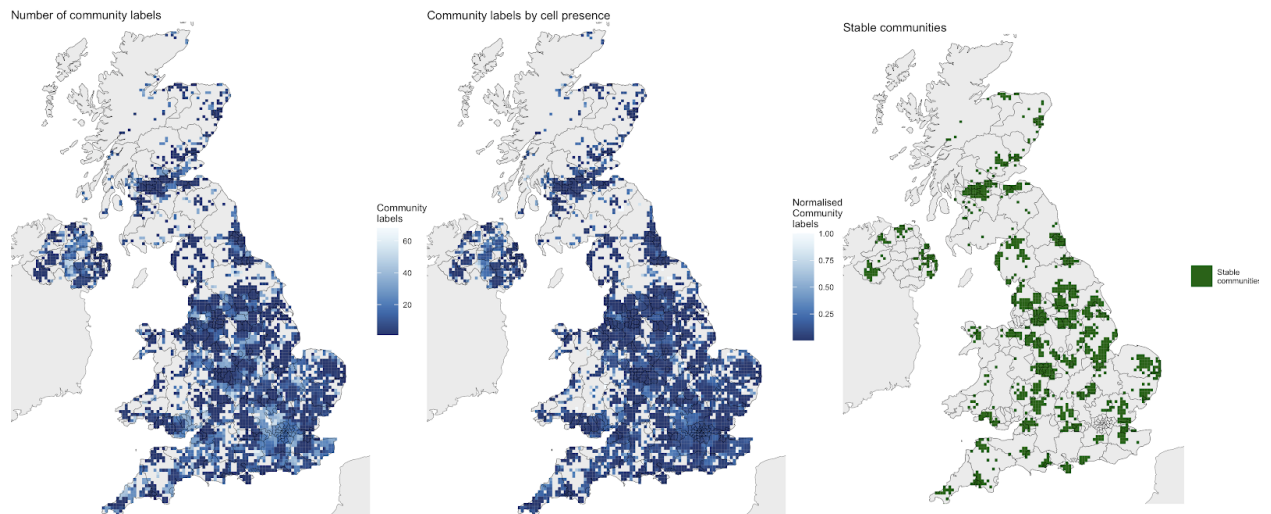 Number of community labels
Community
labels
60
40
20
Community labels by cell presence
Normalised
Community
labels
1.00
0.75
0.50
0.25
Stable communities
Stable
communities